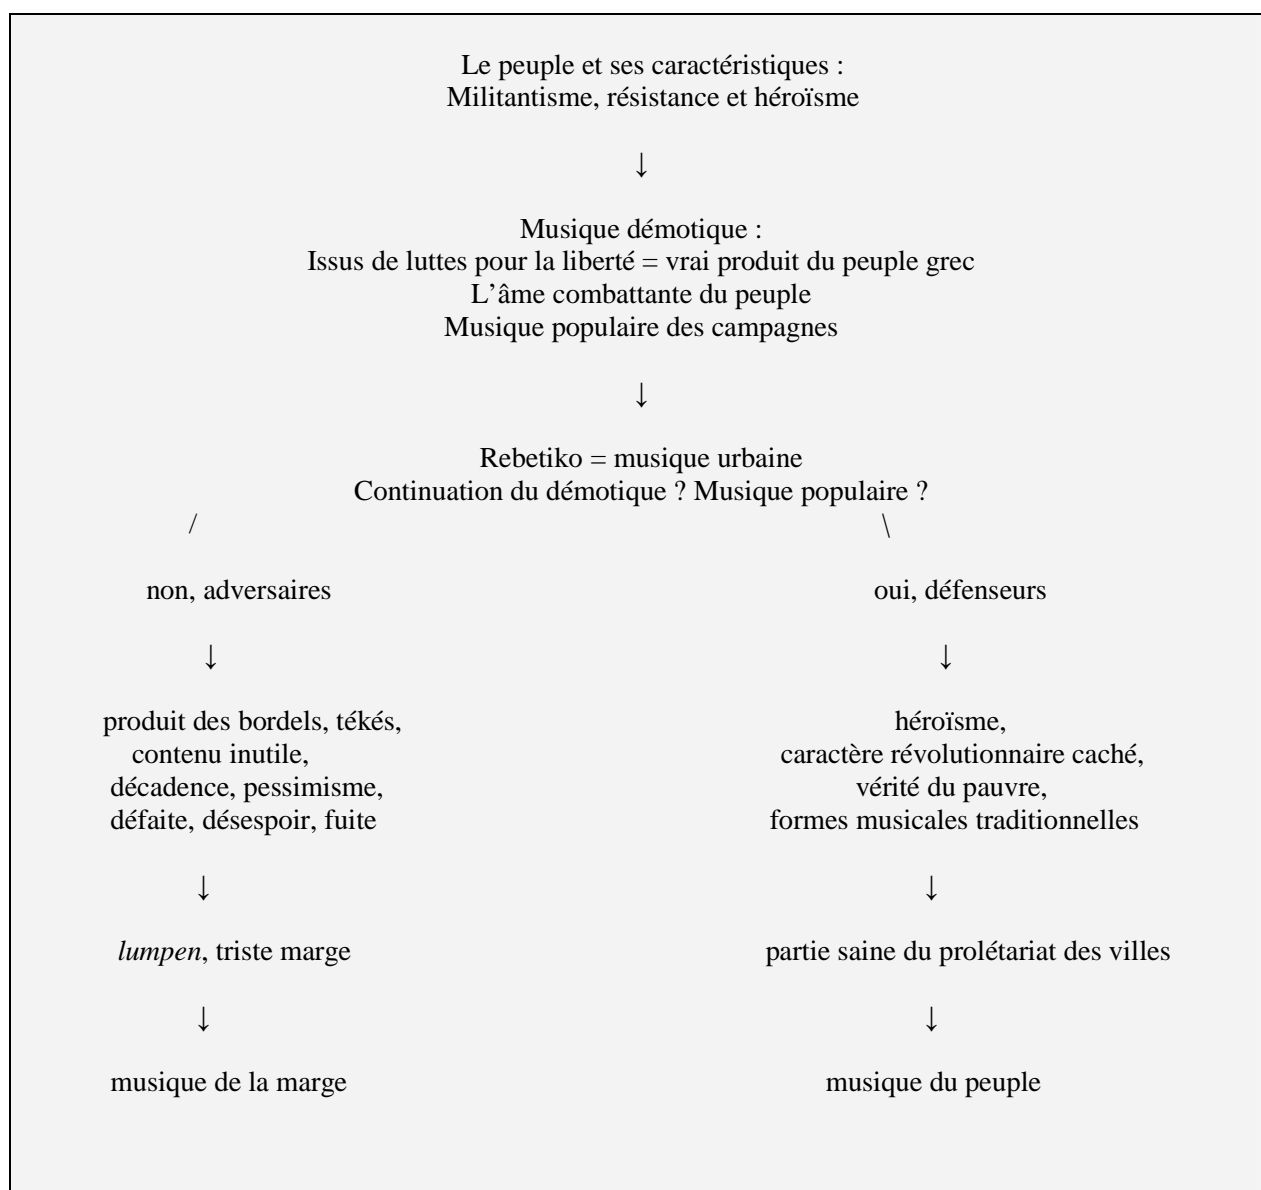 Le peuple et ses caractéristiques :
Militantisme, résistance et héroïsme
↓
Musique démotique :
Issus de luttes pour la liberté = vrai produit du peuple grec
L’âme combattante du peuple
Musique populaire des campagnes
↓
Rebetiko = musique urbaine
Continuation du démotique ? Musique populaire ?
/ \
non, adversaires
↓
produit des bordels, tékés,
contenu inutile,
décadence, pessimisme,
défaite, désespoir, fuite
↓
lumpen, triste marge
↓
musique de la marge
oui, défenseurs
↓
héroïsme,
caractère révolutionnaire caché,
vérité du pauvre,
formes musicales traditionnelles
↓
partie saine du prolétariat des villes
↓
musique du peuple